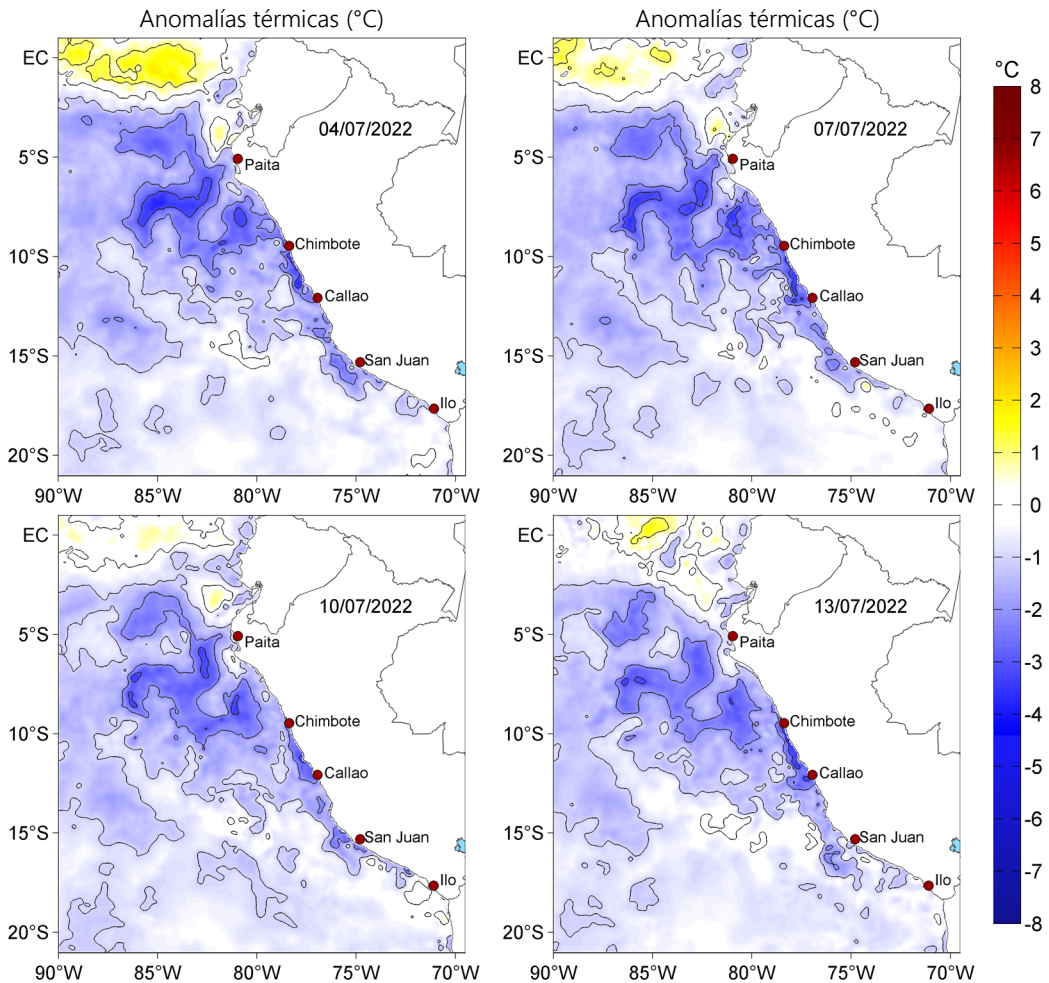 Anomalías térmicas (°C) Anomalías térmicas (°C)
EC
5°S
10°S
15°S
20°S
90°W 85°W 80°W 75°W 70°W
04/07/2022
Paita
Chimbote
Callao
San Juan
Ilo
EC
5°S
10°S
15°S
20°S
90°W 85°W 80°W 75°W 70°W
07/07/2022
Paita
Chimbote
Callao
San Juan
Ilo
EC
5°S
10°S
15°S
20°S
90°W 85°W 80°W 75°W 70°W
10/07/2022
Paita
Chimbote
Callao
San Juan
Ilo
EC
5°S
10°S
15°S
20°S
90°W 85°W 80°W 75°W 70°W
13/07/2022
Paita
Chimbote
Callao
San Juan
Ilo
°C
8
7
6
5
4
3
2
1
0
-1
-2
-3
-4
-5
-6
-7
-8